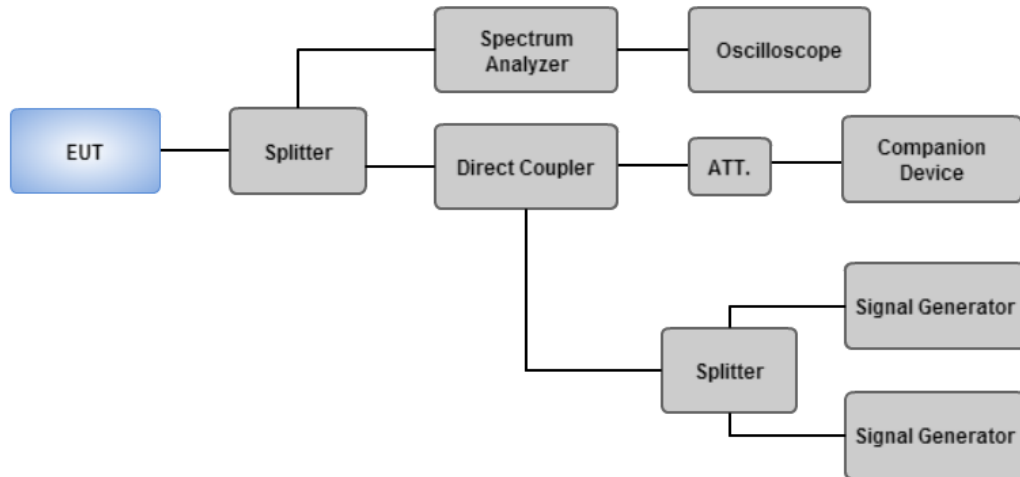 Spectrum
Analyzer
Oscilloscope
EUT
Splitter
Direct Coupler
ATT.
Companion
Device
Signal Generator
Splitter
Signal Generator